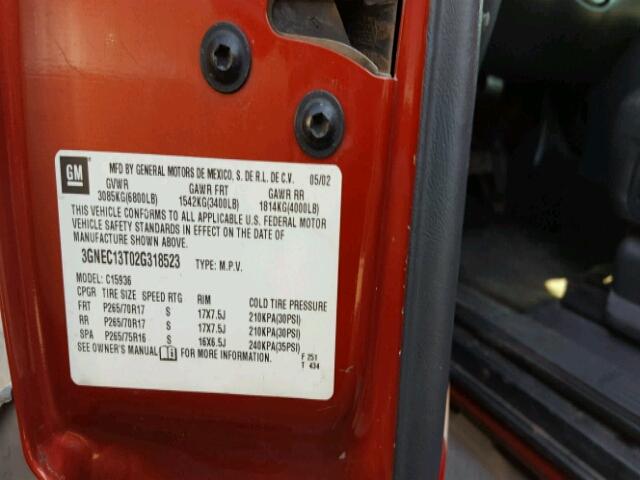 GM
MFD BY GENERAL MOTORS DE MEXICO, S. DE R.L. DE C.V. 05/02
GVWR GAWR FRT GAWR RR
3085KG(6800LB) 1542KG(3400LB) 1814KG(4000LB)
THIS VEHICLE CONFORMS TO ALL APPLICABLE U.S. FEDERAL MOTOR
VEHICLE SAFETY STANDARDS IN EFFECT ON THE DATE OF
MANUFACTURE SHOWN ABOVE.
3GNEC13T02G318523 TYPE: M.P.V.
MODEL: C15936
CPGR TIRE SIZE SPEED RTG RIM COLD TIRE PRESSURE
FRT P265/70R17 S 17X7.5J 210KPA(30PSI)
RR P265/70R17 S 17X7.5J 210KPA(30PSI)
SPA P265/75R16 S 16X6.5J 240KPA(35PSI)
SEE OWNER'S MANUAL FOR MORE INFORMATION. F 251
T 434